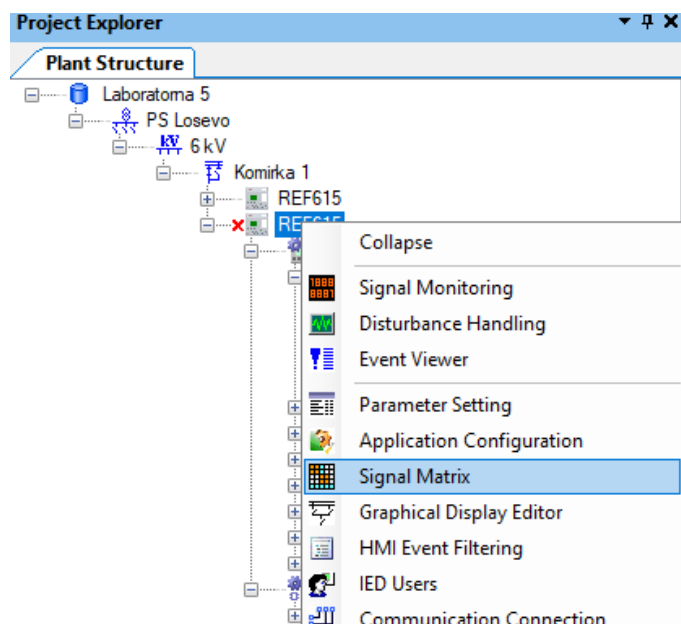 Project Explorer
Plant Structure
Laboratorna 5
PS Losevo
6 kV
Komirka 1
REF615
REF615
Collapse
Signal Monitoring
Disturbance Handling
Event Viewer
Parameter Setting
Application Configuration
Signal Matrix
Graphical Display Editor
HMI Event Filtering
IED Users
Communication Connection